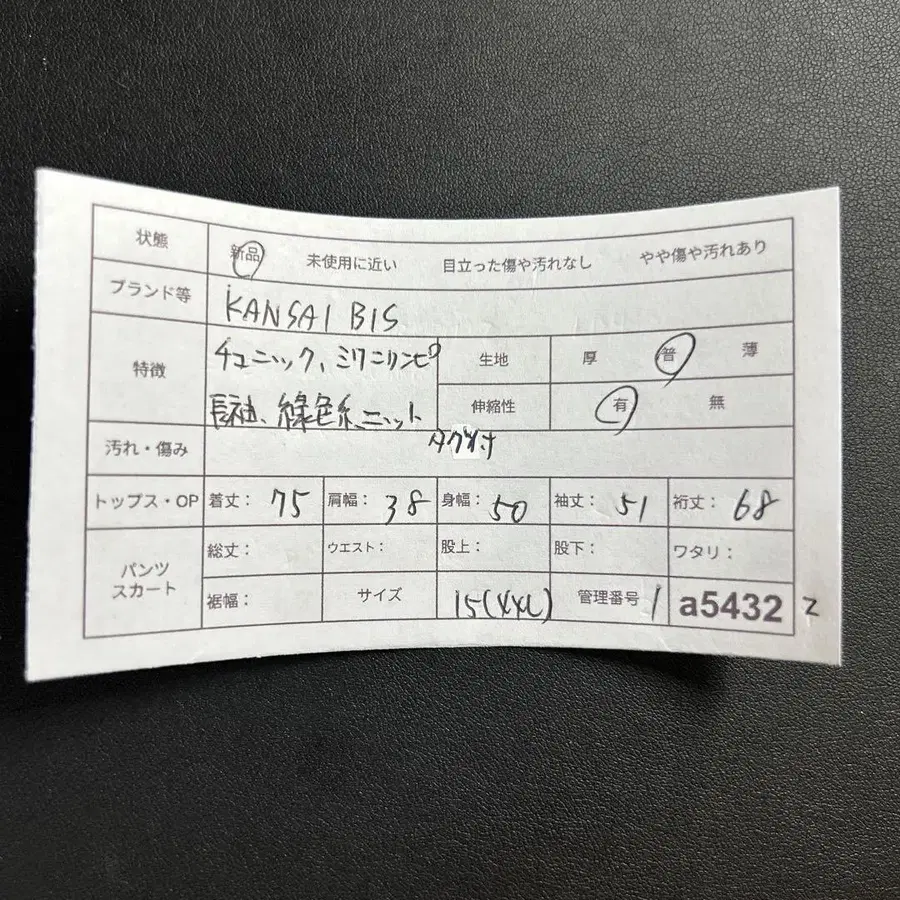 状態 新品 未使用に近い 目立った傷や汚れなし やや傷や汚れあり
ブランド等 KANSAI BIS
特徴 チュニック、ミリニリンピ 生地 厚 普 薄
長袖、緑色系ニット 伸縮性 有 無
汚れ・傷み タグ付
トップス・OP 着丈: 75 肩幅: 38 身幅: 50 袖丈: 51 裄丈: 68
パンツ スカート 総丈: ウエスト: 股上: 股下: ワタリ:
裾幅: サイズ 15(XXL) 管理番号 1 a5432 2